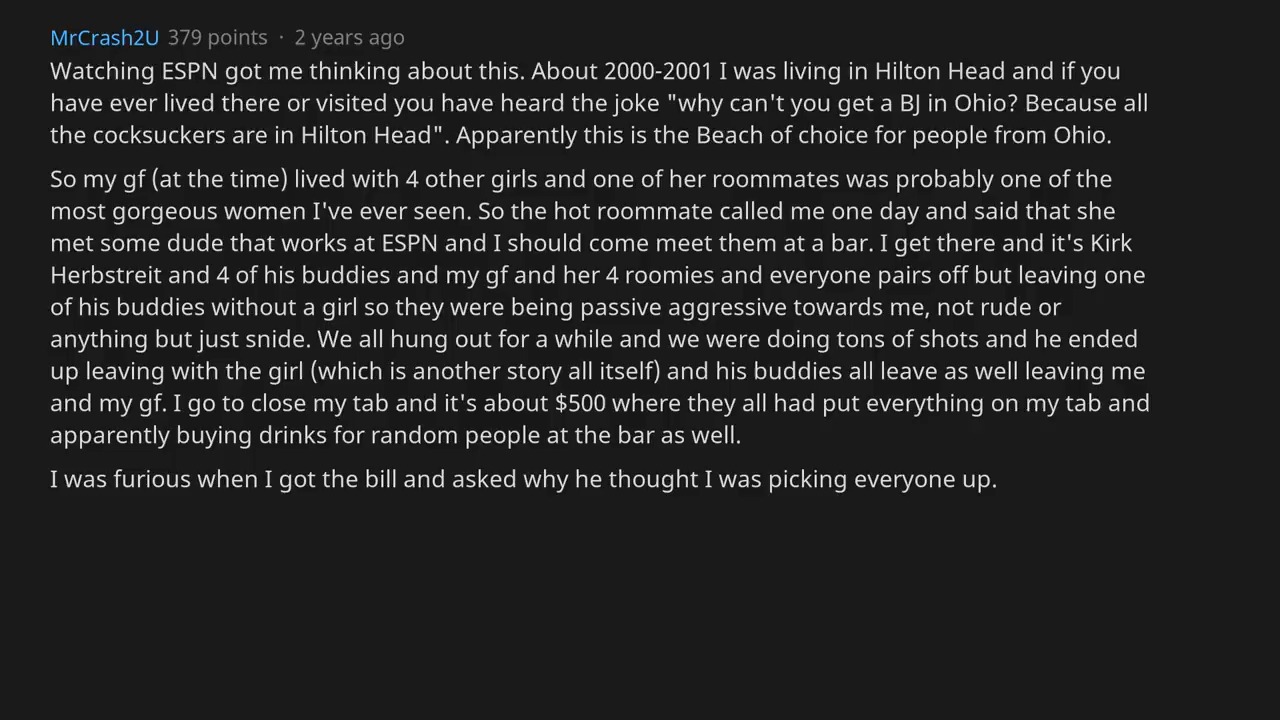 MrCrash2U 379 points · 2 years ago
Watching ESPN got me thinking about this. About 2000-2001 I was living in Hilton Head and if you
have ever lived there or visited you have heard the joke "why can't you get a BJ in Ohio? Because all
the cocksuckers are in Hilton Head". Apparently this is the Beach of choice for people from Ohio.
So my gf (at the time) lived with 4 other girls and one of her roommates was probably one of the
most gorgeous women I've ever seen. So the hot roommate called me one day and said that she
met some dude that works at ESPN and I should come meet them at a bar. I get there and it's Kirk
Herbstreit and 4 of his buddies and my gf and her 4 roomies and everyone pairs off but leaving one
of his buddies without a girl so they were being passive aggressive towards me, not rude or
anything but just snide. We all hung out for a while and we were doing tons of shots and he ended
up leaving with the girl (which is another story all itself) and his buddies all leave as well leaving me
and my gf. I go to close my tab and it's about $500 where they all had put everything on my tab and
apparently buying drinks for random people at the bar as well.
I was furious when I got the bill and asked why he thought I was picking everyone up.